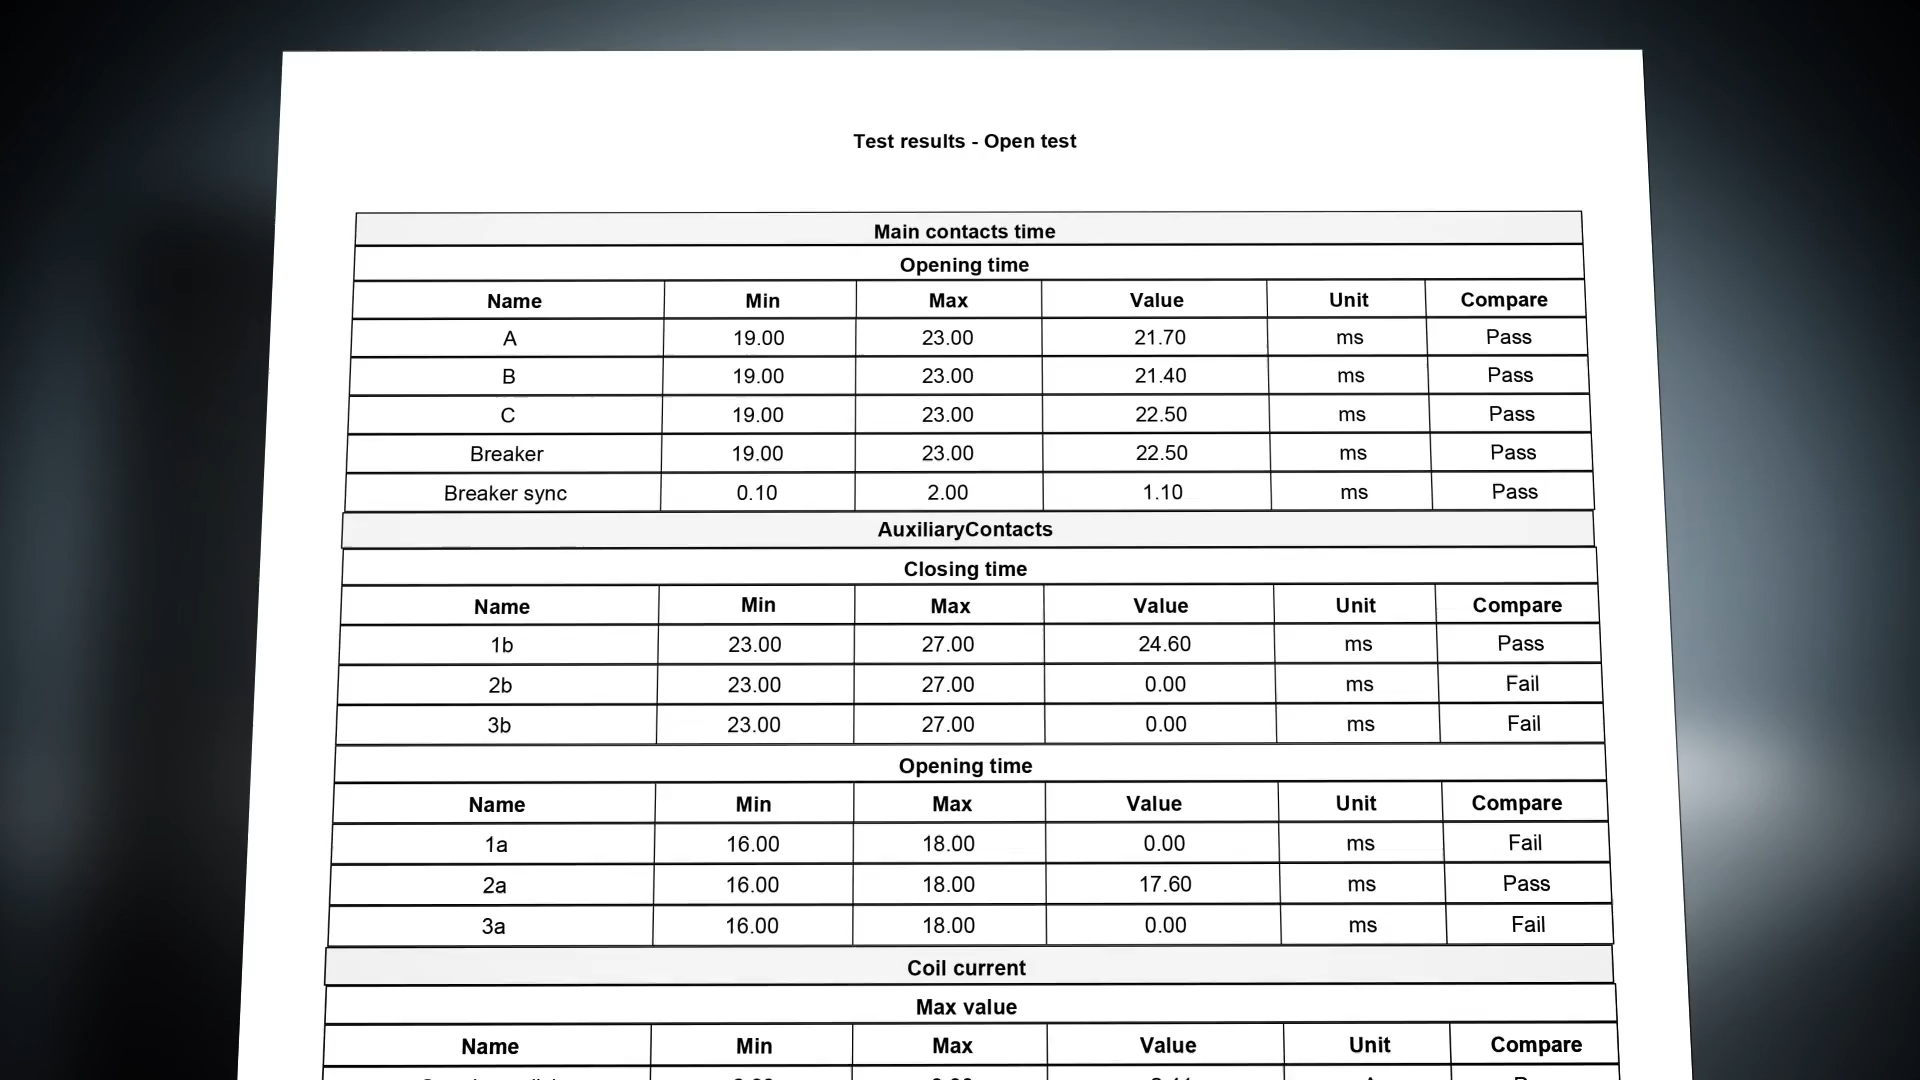 Test results - Open test
Main contacts time
Opening time
Name Min Max Value Unit Compare
A 19.00 23.00 21.70 ms Pass
B 19.00 23.00 21.40 ms Pass
C 19.00 23.00 22.50 ms Pass
Breaker 19.00 23.00 22.50 ms Pass
Breaker sync 0.10 2.00 1.10 ms Pass
AuxiliaryContacts
Closing time
Name Min Max Value Unit Compare
1b 23.00 27.00 24.60 ms Pass
2b 23.00 27.00 0.00 ms Fail
3b 23.00 27.00 0.00 ms Fail
Opening time
Name Min Max Value Unit Compare
1a 16.00 18.00 0.00 ms Fail
2a 16.00 18.00 17.60 ms Pass
3a 16.00 18.00 0.00 ms Fail
Coil current
Max value
Name Min Max Value Unit Compare